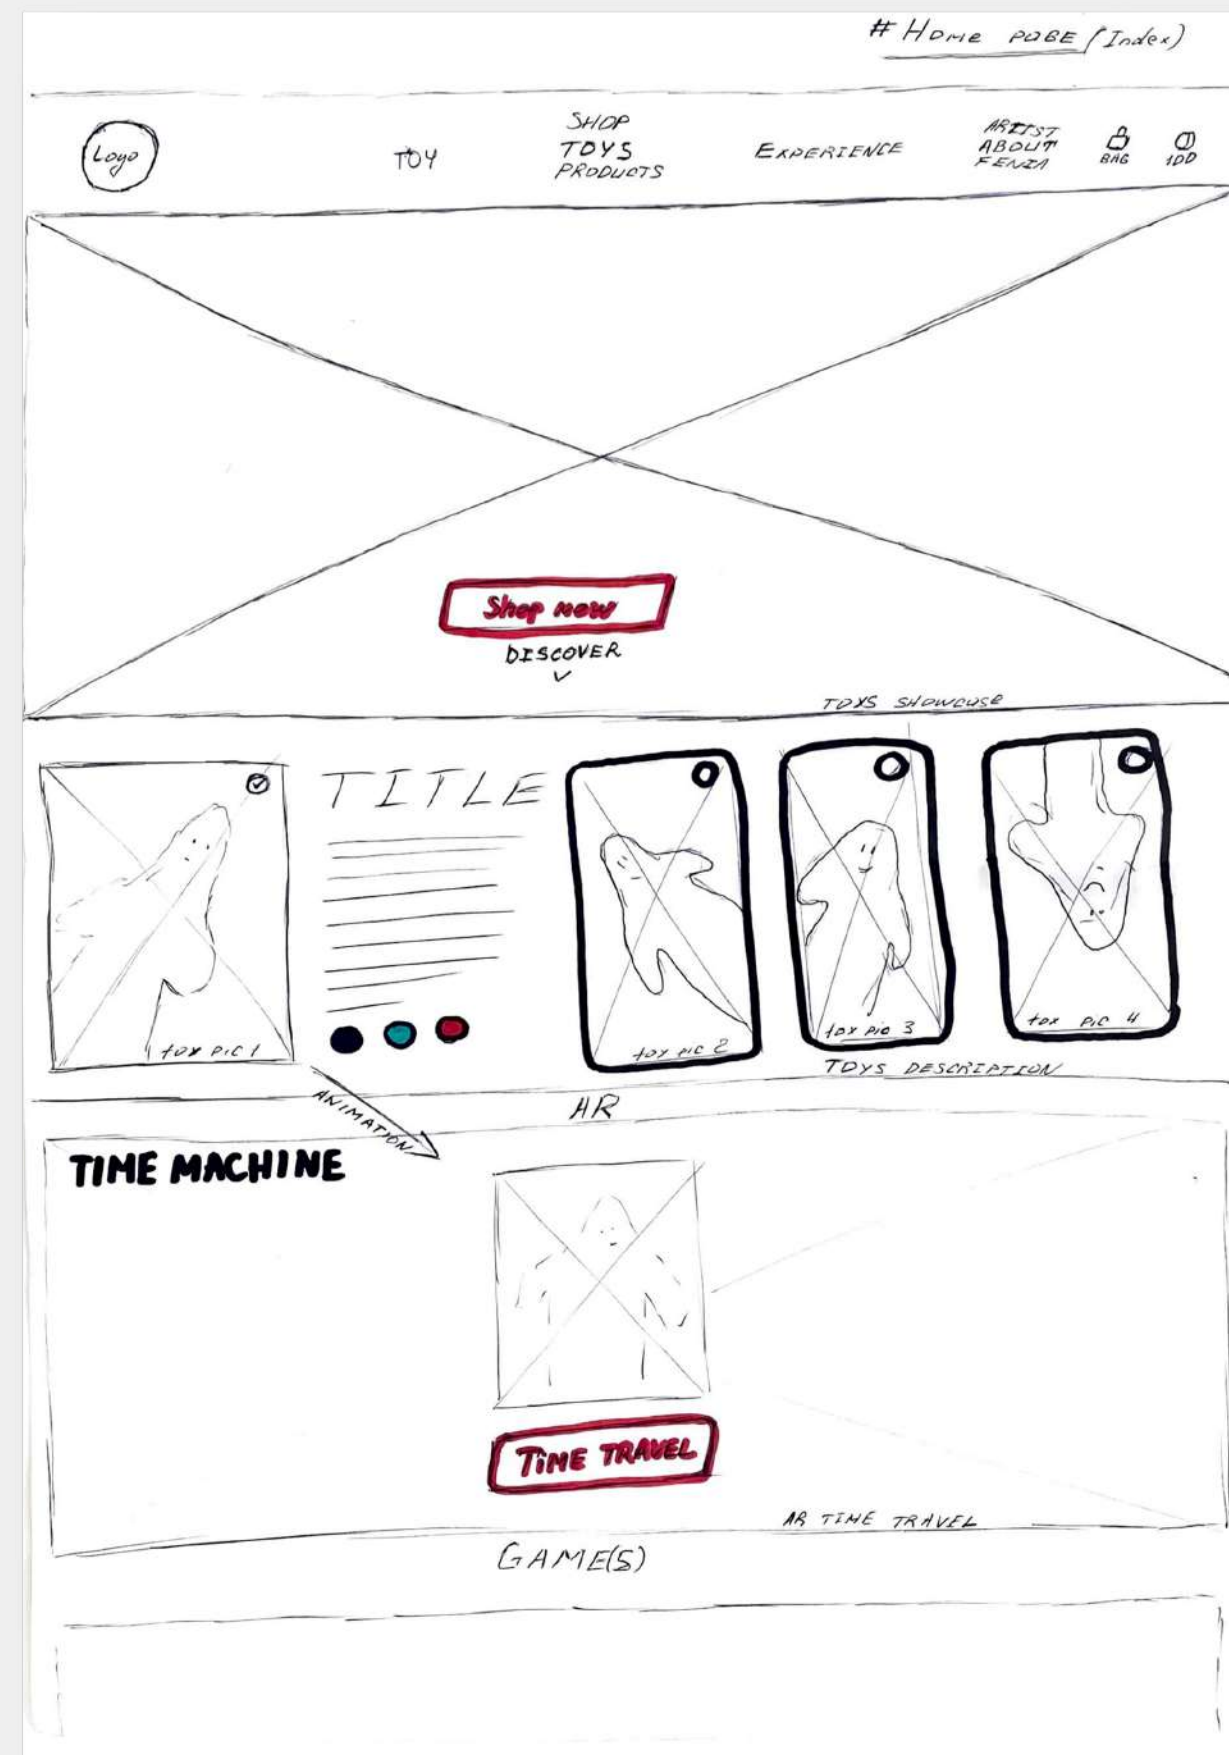 # HOME PAGE (Index)
Logo
TOY
SHOP
TOYS
PRODUCTS
EXPERIENCE
ARTIST
ABOUT
FENIA
BAG
Shop now
DISCOVER
TOYS SHOWCASE
TITLE
toy pic 1
toy pic 2
toy pic 3
toy pic 4
TOYS DESCRIPTION
ANIMATION
AR
TIME MACHINE
TIME TRAVEL
AR TIME TRAVEL
GAME(S)